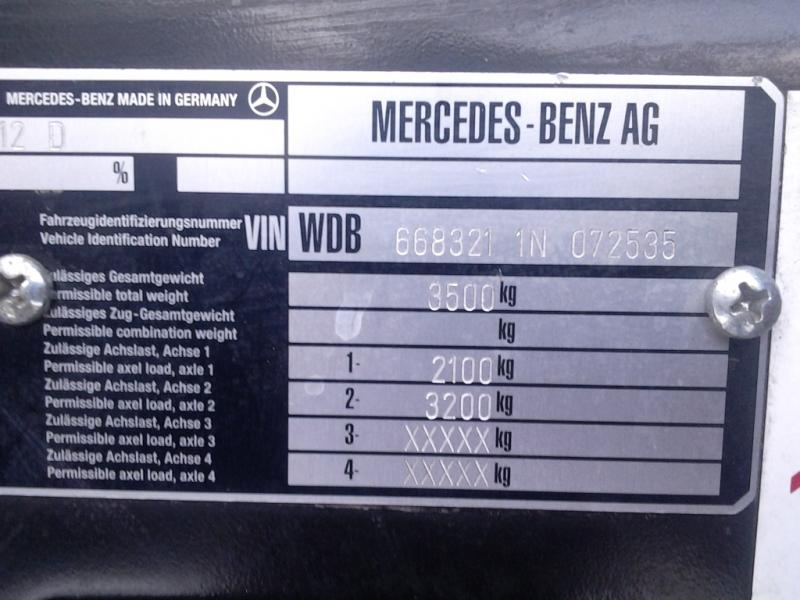 MERCEDES-BENZ MADE IN GERMANY
MERCEDES-BENZ AG
12 D
%
Fahrzeugidentifizierungsnummer
Vehicle Identification Number
VIN WDB 668321 1N 072535
Zulässiges Gesamtgewicht
Permissible total weight
3500 kg
Zulässiges Zug-Gesamtgewicht
Permissible combination weight
kg
Zulässige Achslast, Achse 1
Permissible axel load, axle 1
1- 2100 kg
Zulässige Achslast, Achse 2
Permissible axel load, axle 2
2- 3200 kg
Zulässige Achslast, Achse 3
Permissible axel load, axle 3
3- XXXXX kg
Zulässige Achslast, Achse 4
Permissible axel load, axle 4
4- XXXXX kg